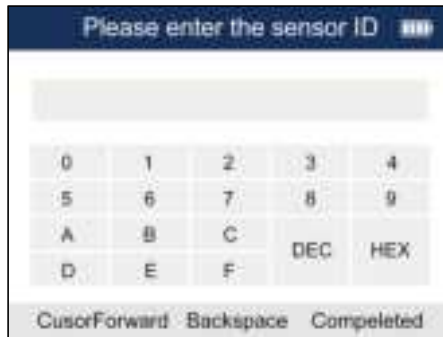 Please enter the sensor ID
0 1 2 3 4
5 6 7 8 9
A B C DEC HEX
D E F
CusorForward Backspace Compeleted